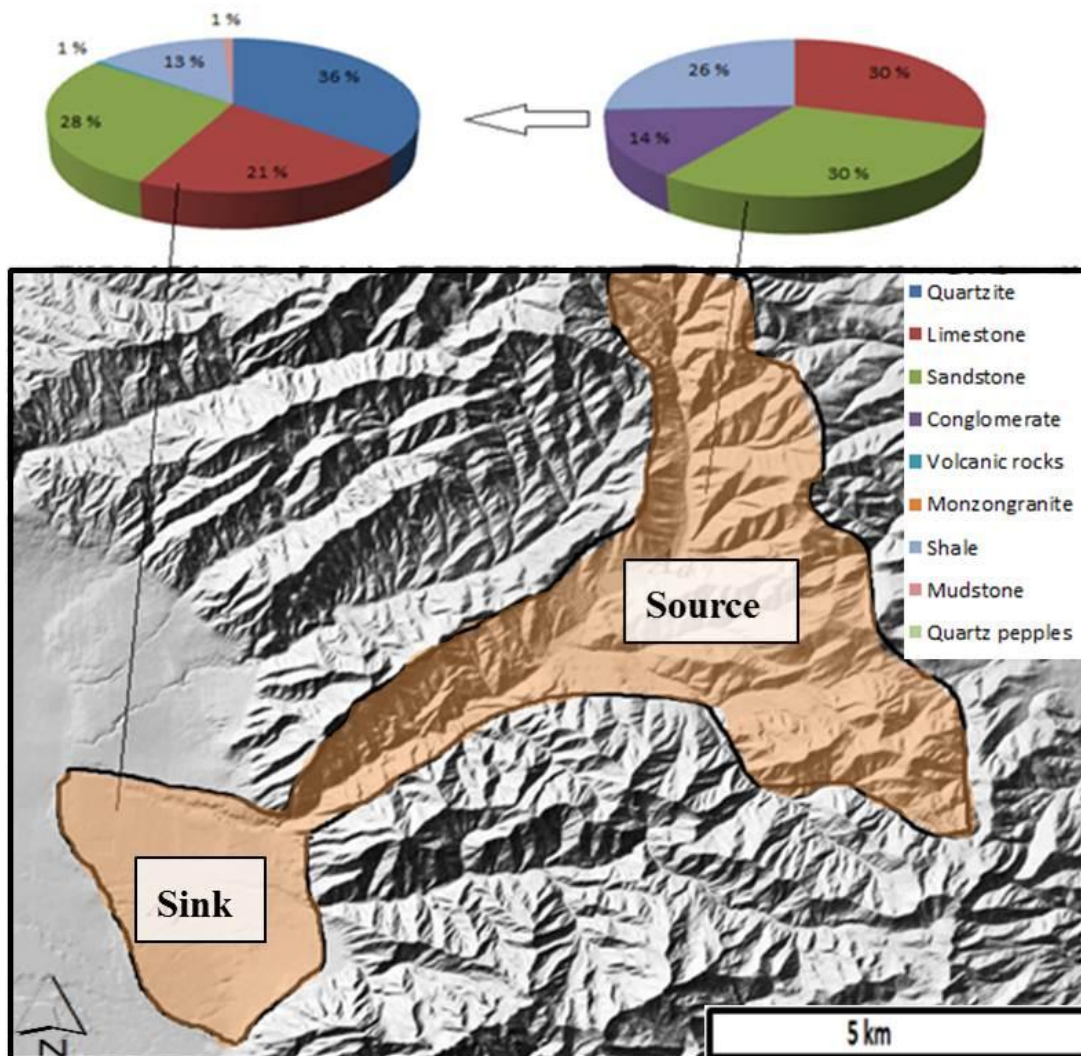 1 %
1 %
13 %
36 %
28 %
21 %
26 %
30 %
14 %
30 %
Quartzite
Limestone
Sandstone
Conglomerate
Volcanic rocks
Monzongranite
Shale
Mudstone
Quartz pepples
Source
Sink
N
5 km